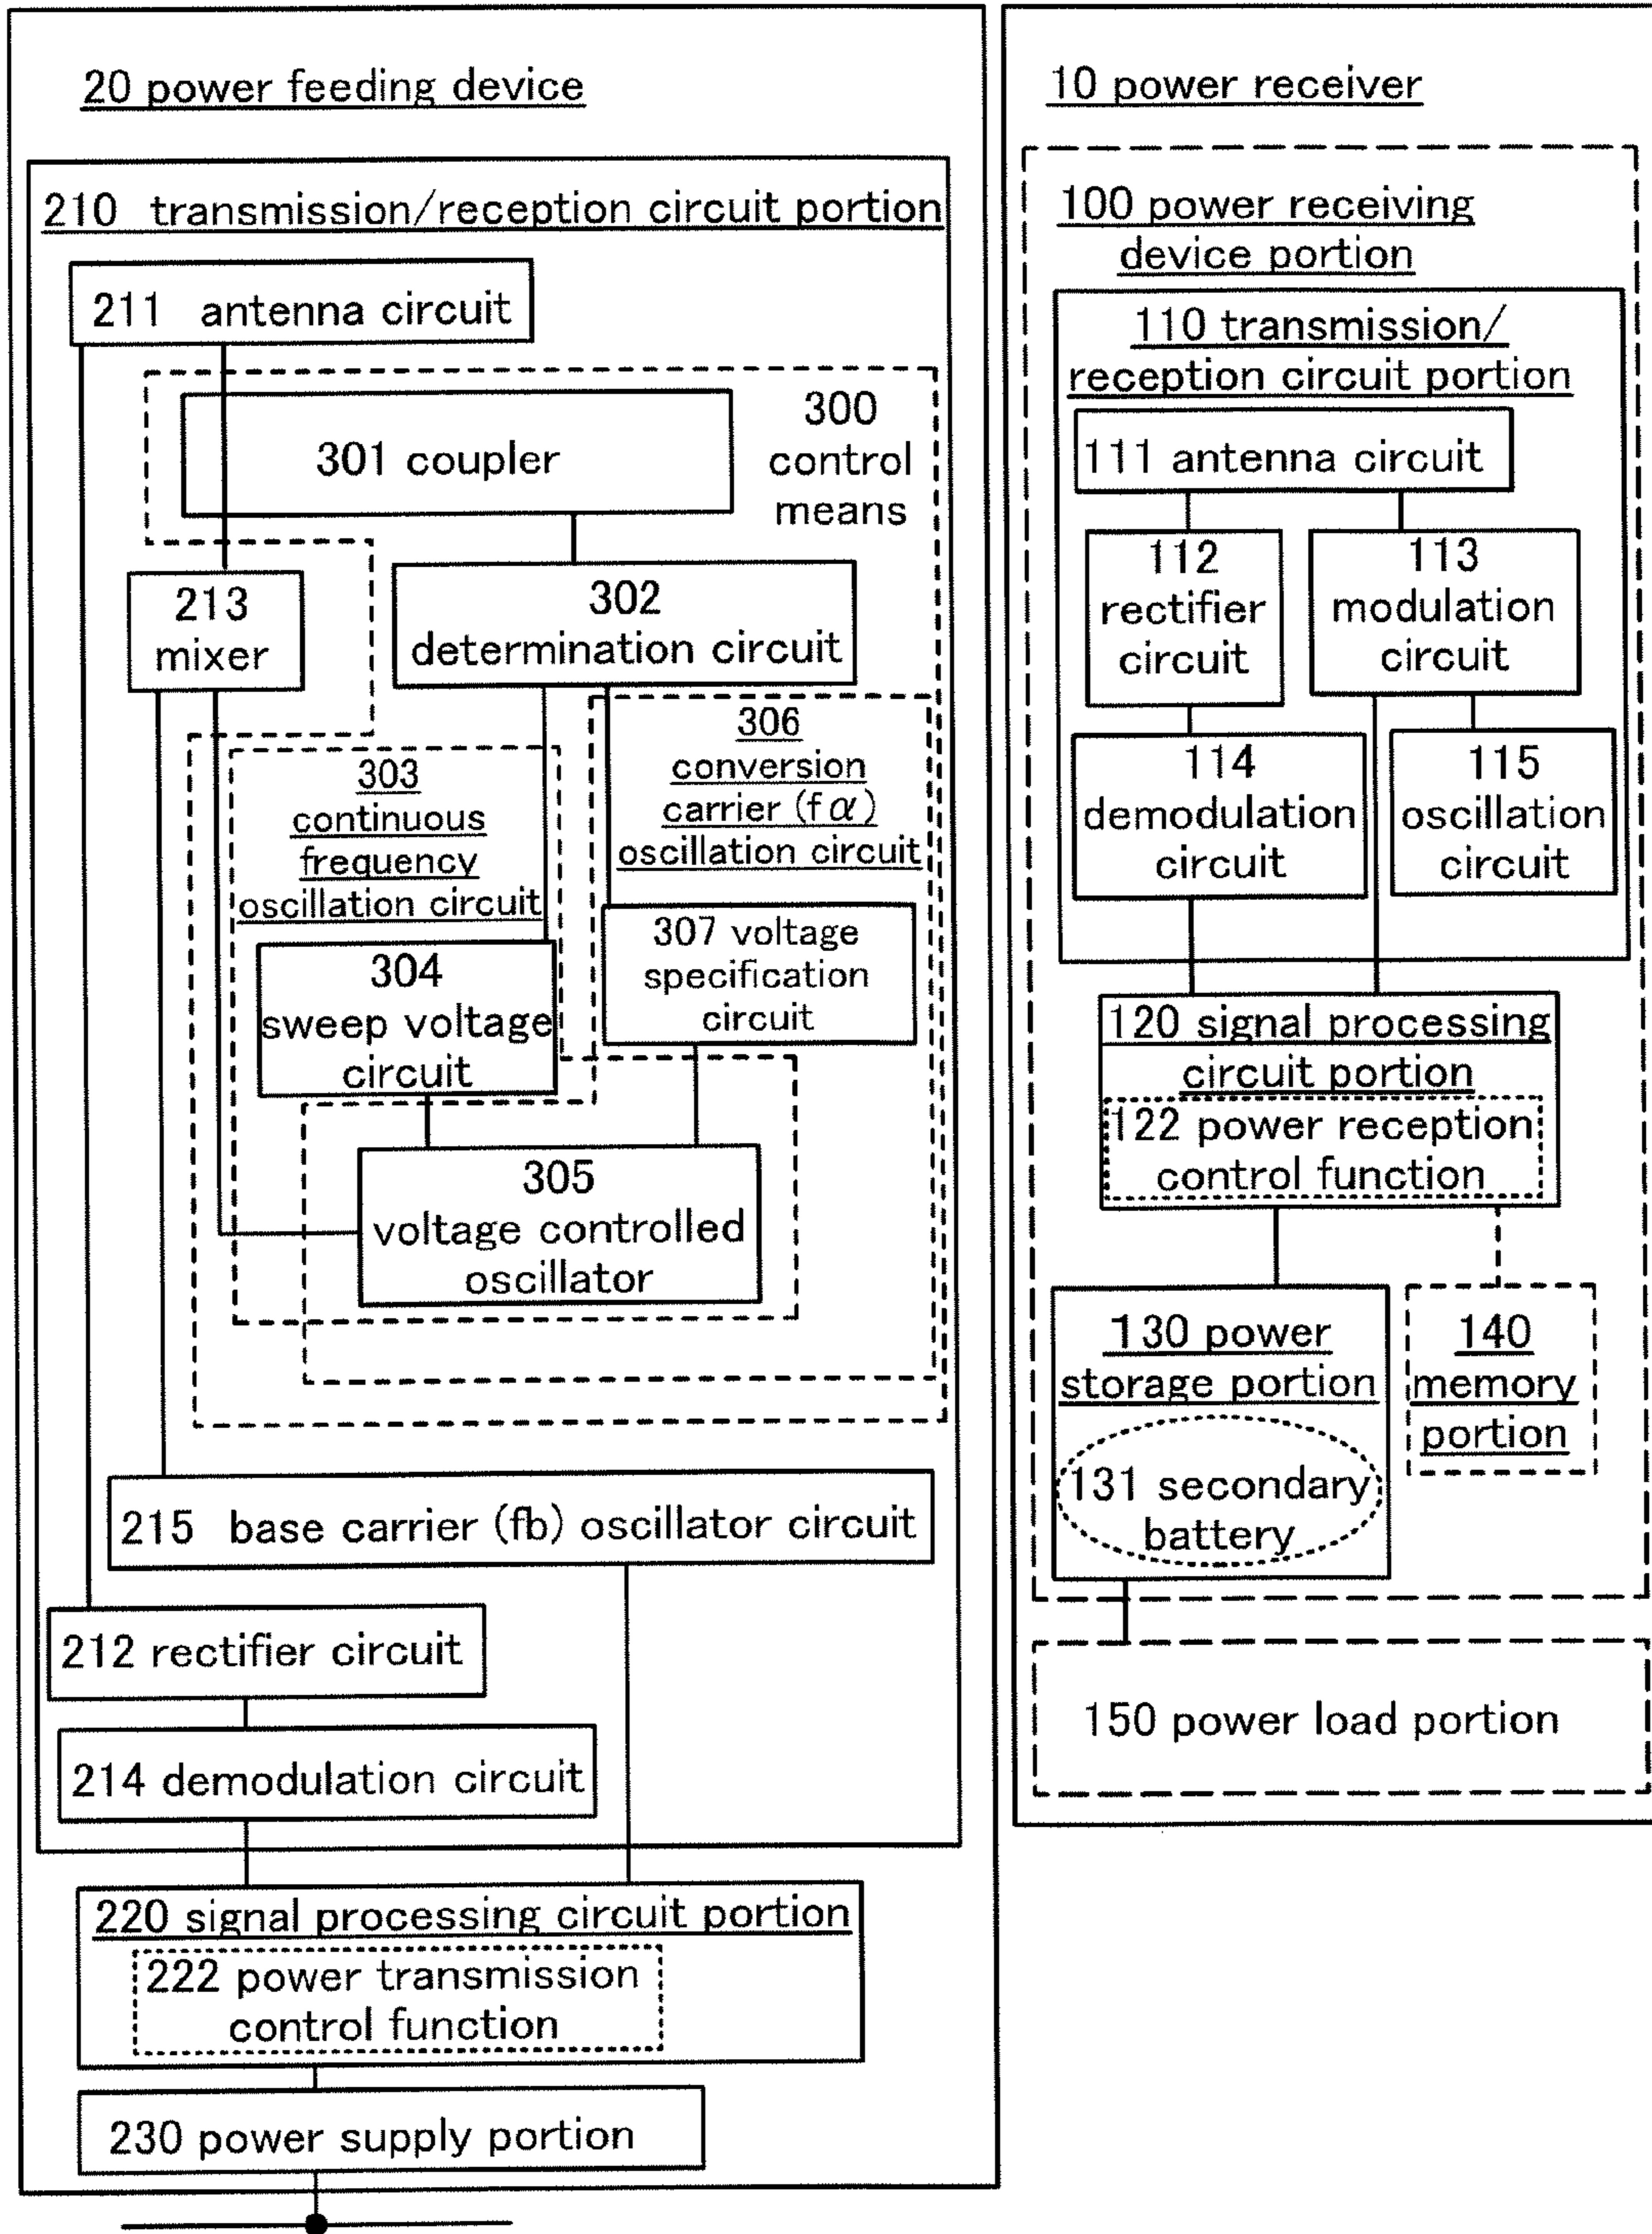 20 power feeding device
210 transmission/reception circuit portion
211 antenna circuit
301 coupler
300
control
means
213
mixer
302
determination circuit
303
continuous
frequency
oscillation circuit
306
conversion
carrier (fα)
oscillation circuit
304
sweep voltage
circuit
307 voltage
specification
circuit
305
voltage controlled
oscillator
215 base carrier (fb) oscillator circuit
212 rectifier circuit
214 demodulation circuit
220 signal processing circuit portion
222 power transmission
control function
230 power supply portion
10 power receiver
100 power receiving
device portion
110 transmission/
reception circuit portion
111 antenna circuit
112
rectifier
circuit
113
modulation
circuit
114
demodulation
circuit
115
oscillation
circuit
120 signal processing
circuit portion
122 power reception
control function
130 power
storage portion
131 secondary
battery
140
memory
portion
150 power load portion